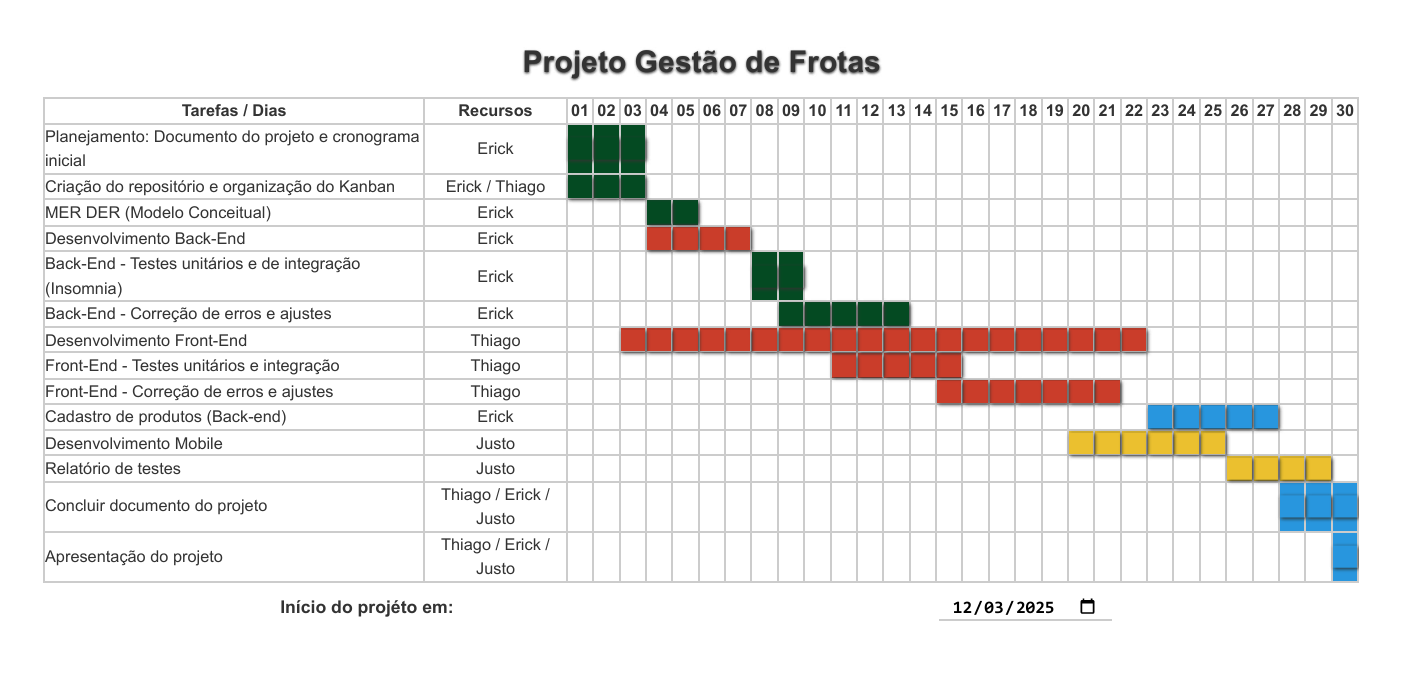 Projeto Gestão de Frotas
Tarefas / Dias Recursos 01 02 03 04 05 06 07 08 09 10 11 12 13 14 15 16 17 18 19 20 21 22 23 24 25 26 27 28 29 30
Planejamento: Documento do projeto e cronograma
inicial
Erick
Criação do repositório e organização do Kanban Erick / Thiago
MER DER (Modelo Conceitual) Erick
Desenvolvimento Back-End Erick
Back-End - Testes unitários e de integração
(Insomnia)
Erick
Back-End - Correção de erros e ajustes Erick
Desenvolvimento Front-End Thiago
Front-End - Testes unitários e integração Thiago
Front-End - Correção de erros e ajustes Thiago
Cadastro de produtos (Back-end) Erick
Desenvolvimento Mobile Justo
Relatório de testes Justo
Concluir documento do projeto
Thiago / Erick /
Justo
Apresentação do projeto
Thiago / Erick /
Justo
Início do projéto em: 12/03/2025